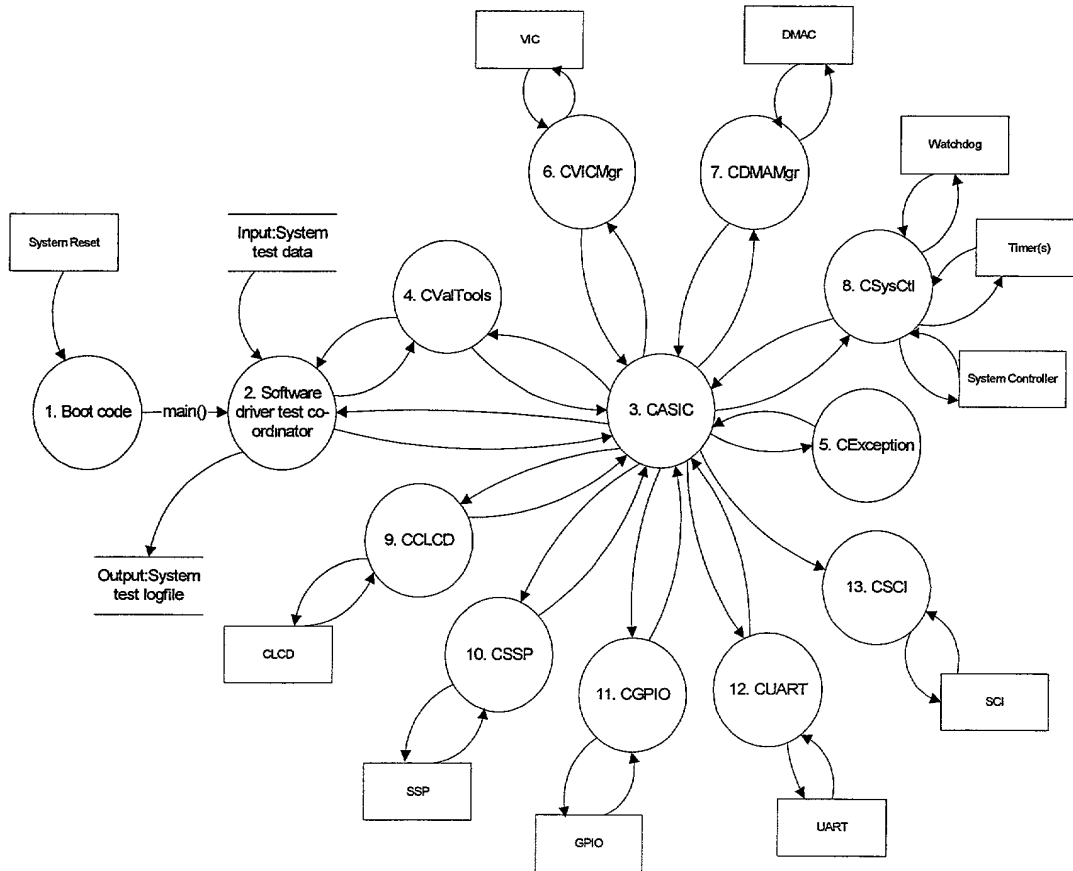 VIC
DMAC
Watchdog
6. CVICMgr
7. CDMAMgr
System Reset
Input:System
test data
Timer(s)
4. CValTools
8. CSysCtl
System Controller
1. Boot code
main()
2. Software
driver test co-
ordinator
3. CASIC
5. CException
9. CCLCD
Output:System
test logfile
13. CSCI
CLCD
10. CSSP
11. CGPIO
12. CUART
SCI
SSP
GPIO
UART